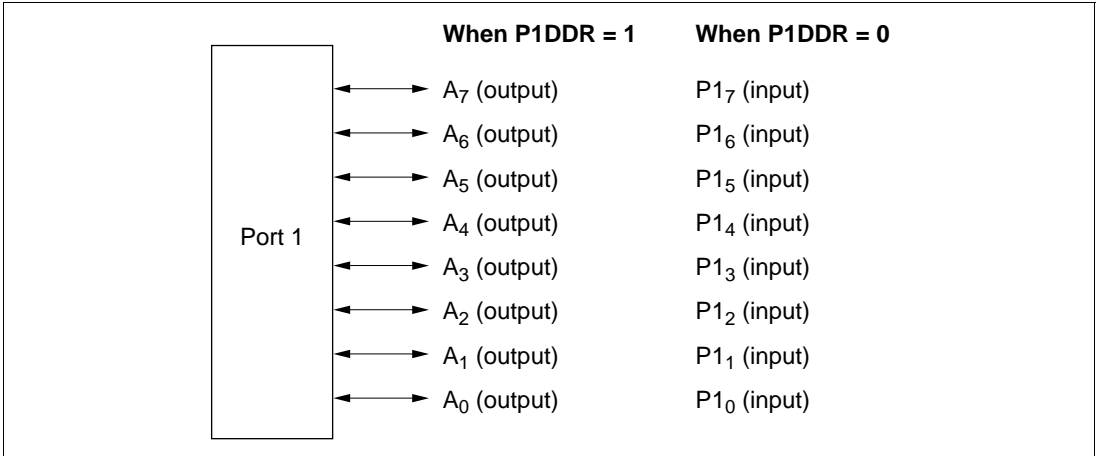 When P1DDR = 1 When P1DDR = 0
A7 (output) P17 (input)
A6 (output) P16 (input)
A5 (output) P15 (input)
A4 (output) P14 (input)
Port 1
A3 (output) P13 (input)
A2 (output) P12 (input)
A1 (output) P11 (input)
A0 (output) P10 (input)